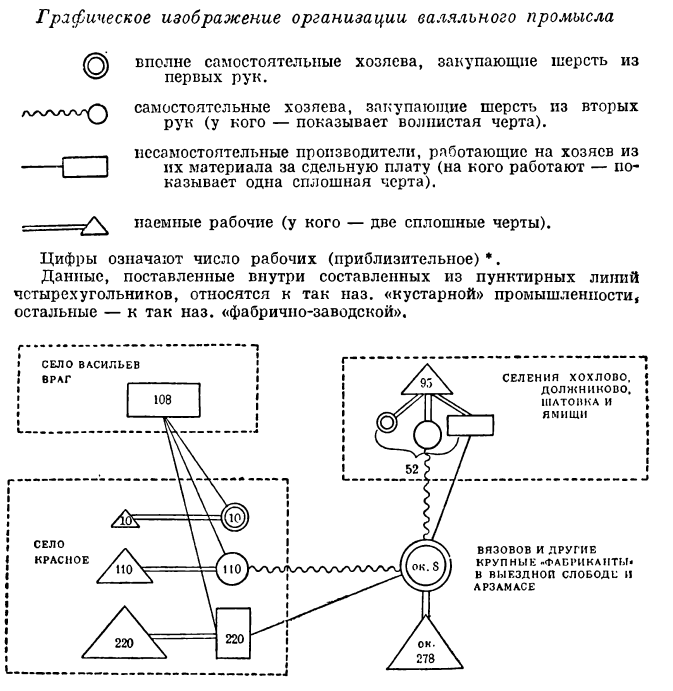 Графическое изображение организации валяльного промысла
вполне самостоятельные хозяева, закупающие шерсть из
первых рук.
самостоятельные хозяева, закупающие шерсть из вторых
рук (у кого — показывает волнистая черта).
несамостоятельные производители, работающие на хозяев из
их материала за сдельную плату (на кого работают — по-
казывает одна сплошная черта).
наемные рабочие (у кого — две сплошные черты).
Цифры означают число рабочих (приблизительное) *.
Данные, поставленные внутри составленных из пунктирных линий
четырехугольников, относятся к так наз. «кустарной» промышленности,
остальные — к так наз. «фабрично-заводской».
СЕЛО ВАСИЛЬЕВ
ВРАГ
108
95
СЕЛЕНИЯ ХОХЛОВО,
ДОЛЖНИКОВО,
ШАТОВКА И
ЯМИЩИ
52
СЕЛО
КРАСНОЕ
10
10
110
110
220
220
ок. 8
ВЯЗОВОВ И ДРУГИЕ
КРУПНЫЕ «ФАБРИКАНТЫ»
В ВЫЕЗДНОЙ СЛОБОДЕ И
АРЗАМАСЕ
ок.
278